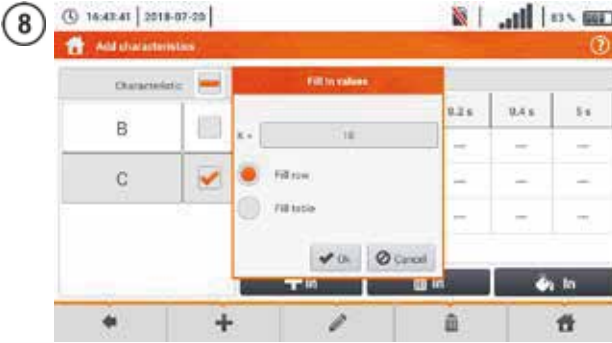 8
16:43:41 2018-07-20 83 %
Add characteristics
Characteristic
Fill in values
0.2 s 0.4 s 5 s
B
k = 10
--- --- ---
C
Fill row
--- --- ---
Fill table
--- --- ---
Ok Cancel
In In In